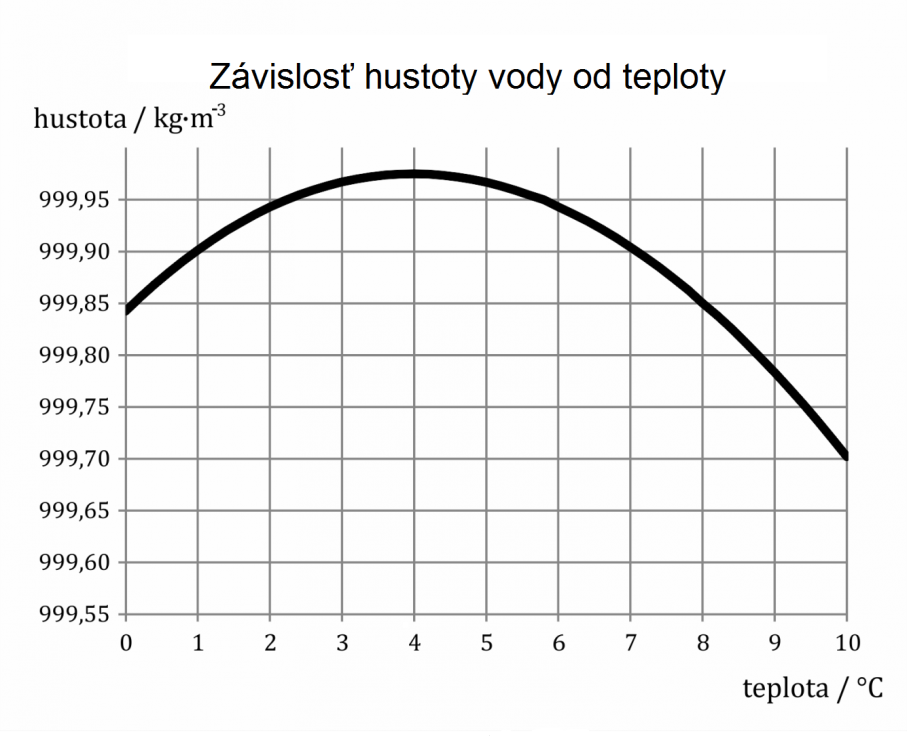 Závislosť hustoty vody od teploty
hustota / kg·m⁻³
999,95
999,90
999,85
999,80
999,75
999,70
999,65
999,60
999,55
0 1 2 3 4 5 6 7 8 9 10
teplota / °C